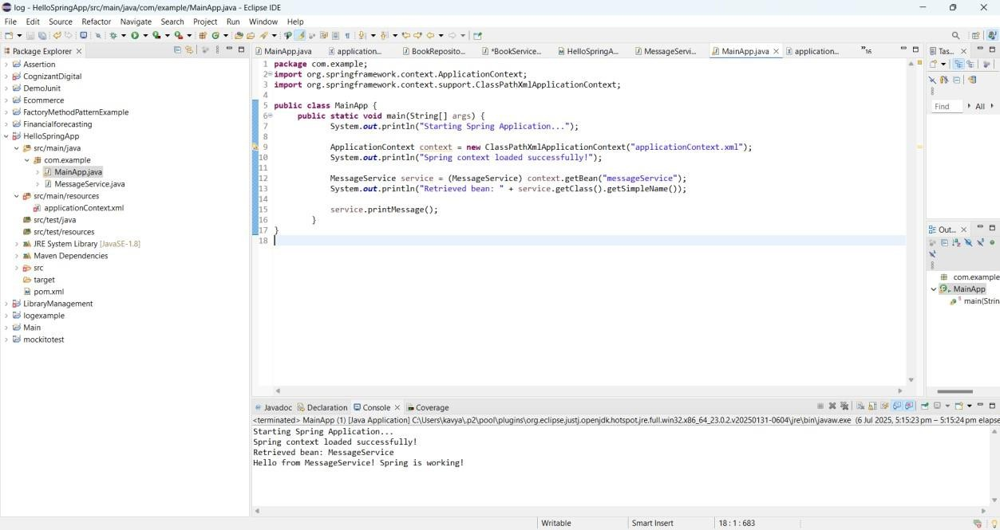 log - HelloSpringApp/src/main/java/com/example/MainApp.java - Eclipse IDE
File Edit Source Refactor Navigate Search Project Run Window Help
Package Explorer
Assertion
CognizantDigital
DemoJunit
Ecommerce
FactoryMethodPatternExample
Financialforecasting
HelloSpringApp
src/main/java
com.example
MainApp.java
MessageService.java
src/main/resources
applicationContext.xml
src/test/java
src/test/resources
JRE System Library [JavaSE-1.8]
Maven Dependencies
src
target
pom.xml
LibraryManagement
logexample
Main
mockitotest
MainApp.java application... BookReposito... *BookService... HelloSpringA... MessageServi... MainApp.java application... »16
1 package com.example;
2 import org.springframework.context.ApplicationContext;
3 import org.springframework.context.support.ClassPathXmlApplicationContext;
4
5 public class MainApp {
6 public static void main(String[] args) {
7 System.out.println("Starting Spring Application...");
8
9 ApplicationContext context = new ClassPathXmlApplicationContext("applicationContext.xml");
10 System.out.println("Spring context loaded successfully!");
11
12 MessageService service = (MessageService) context.getBean("messageService");
13 System.out.println("Retrieved bean: " + service.getClass().getSimpleName());
14
15 service.printMessage();
16 }
17 }
18
Tas...
Find All
Out...
com.example
MainApp
main(Strin
Javadoc Declaration Console Coverage
<terminated> MainApp (1) [Java Application] C:\Users\kavya\.p2\pool\plugins\org.eclipse.justj.openjdk.hotspot.jre.full.win32.x86_64_23.0.2.v20250131-0604\jre\bin\javaw.exe (6 Jul 2025, 5:15:23 pm – 5:15:24 pm elapse
Starting Spring Application...
Spring context loaded successfully!
Retrieved bean: MessageService
Hello from MessageService! Spring is working!
Writable Smart Insert 18 : 1 : 683